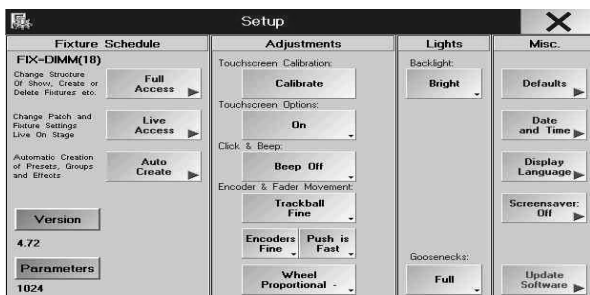 Setup
Fixture Schedule
FIX=DIMM(18)
Change Structure
Of Show, Create or
Delete Fixtures etc.
Full
Access
Change Patch and
Fixture Settings
Live On Stage
Live
Access
Automatic Creation
of Presets, Groups
and Effects
Auto
Create
Version
4.72
Parameters
1024
Adjustments
Touchscreen Calibration:
Calibrate
Touchscreen Options:
On
Click & Beep:
Beep Off
Encoder & Fader Movement:
Trackball
Fine
Encoders
Fine
Push is
Fast
Wheel
Proportional -
Lights
Backlight:
Bright
Goosenecks:
Full
Misc.
Defaults
Date
and Time
Display
Language
Screensaver:
Off
Update
Software